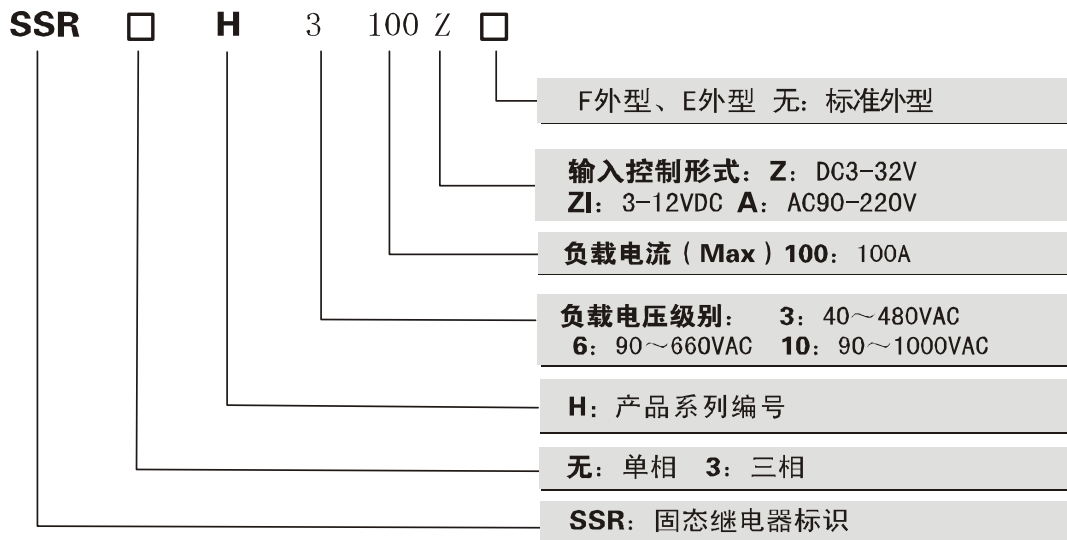 SSR □ H 3 100 Z □
F外型、E外型 无：标准外型
输入控制形式：Z：DC3-32V
ZI：3-12VDC A：AC90-220V
负载电流（Max）100：100A
负载电压级别： 3：40～480VAC
6：90～660VAC 10：90～1000VAC
H：产品系列编号
无：单相 3：三相
SSR：固态继电器标识